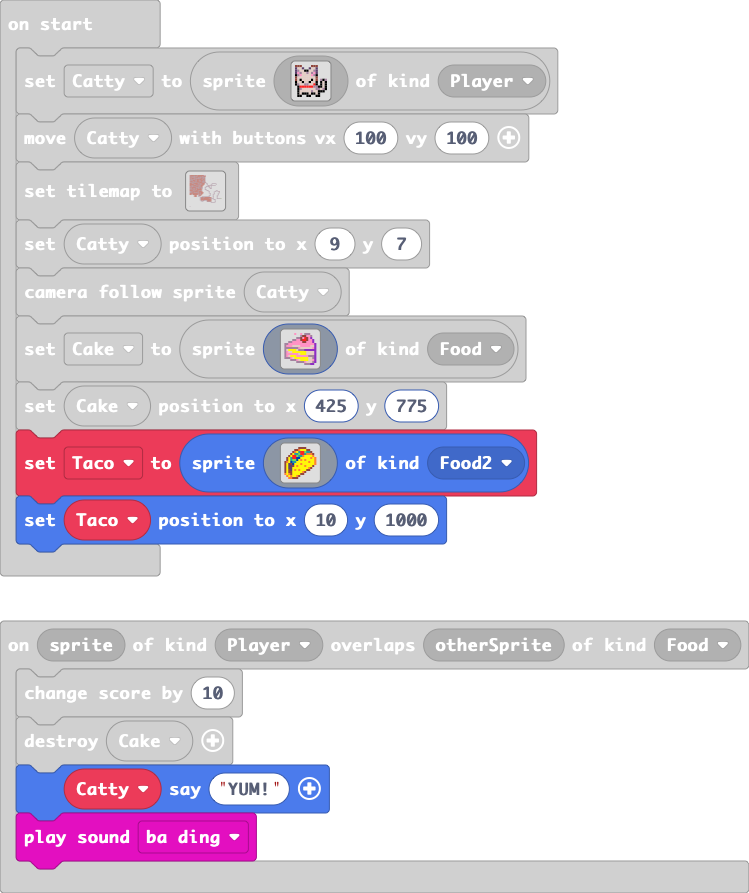 on start
set Catty to sprite of kind Player
move Catty with buttons vx 100 vy 100
set tilemap to
set Catty position to x 9 y 7
camera follow sprite Catty
set Cake to sprite of kind Food
set Cake position to x 425 y 775
set Taco to sprite of kind Food2
set Taco position to x 10 y 1000
on sprite of kind Player overlaps otherSprite of kind Food
change score by 10
destroy Cake
Catty say "YUM!"
play sound ba ding